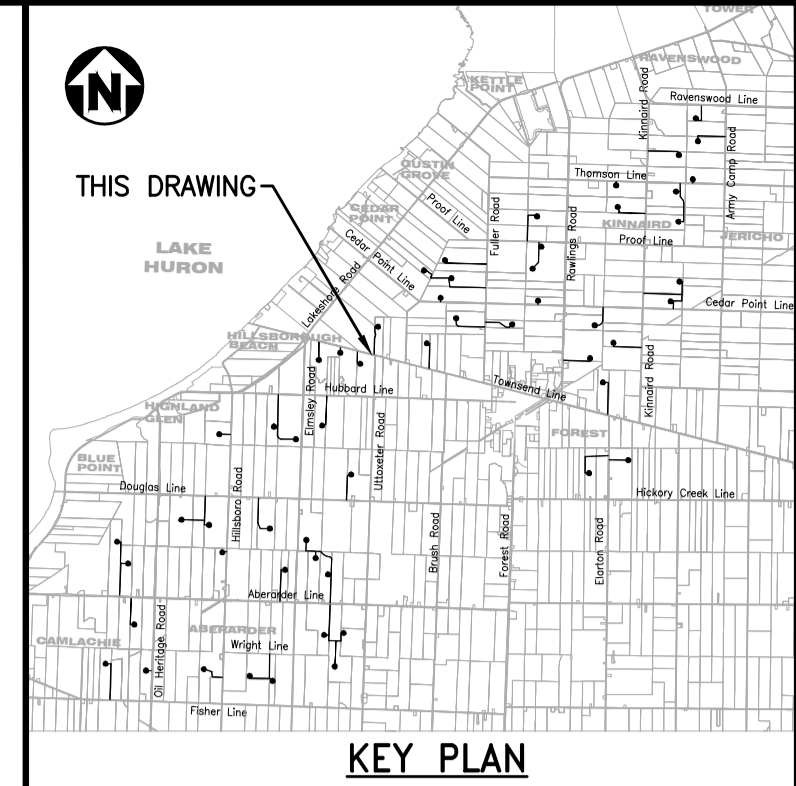 TOWER
RAVENSWOOD
KETTLE
POINT
Kinnaird Road
Ravenswood Line
N
Army Camp Road
GUSTIN
GROVE
Thomson Line
THIS DRAWING
CEDAR
POINT
Proof Line
Fuller Road
Rawlings Road
KINNAIRD
Proof Line
JERICHO
LAKE
HURON
Cedar Point Line
Lakeshore Road
Cedar Point Line
HILLSBOROUGH
BEACH
Elmsley Road
Hubbard Line
Townsend Line
Kinnaird Road
HIGHLAND
GLEN
Uttoxeter Road
FOREST
BLUE
POINT
Douglas Line
Hillsboro Road
Hickory Creek Line
Brush Road
Forest Road
Elarton Road
Aberarder Line
Oil Heritage Road
ABERARDER
CAMLACHIE
Wright Line
Fisher Line
KEY PLAN